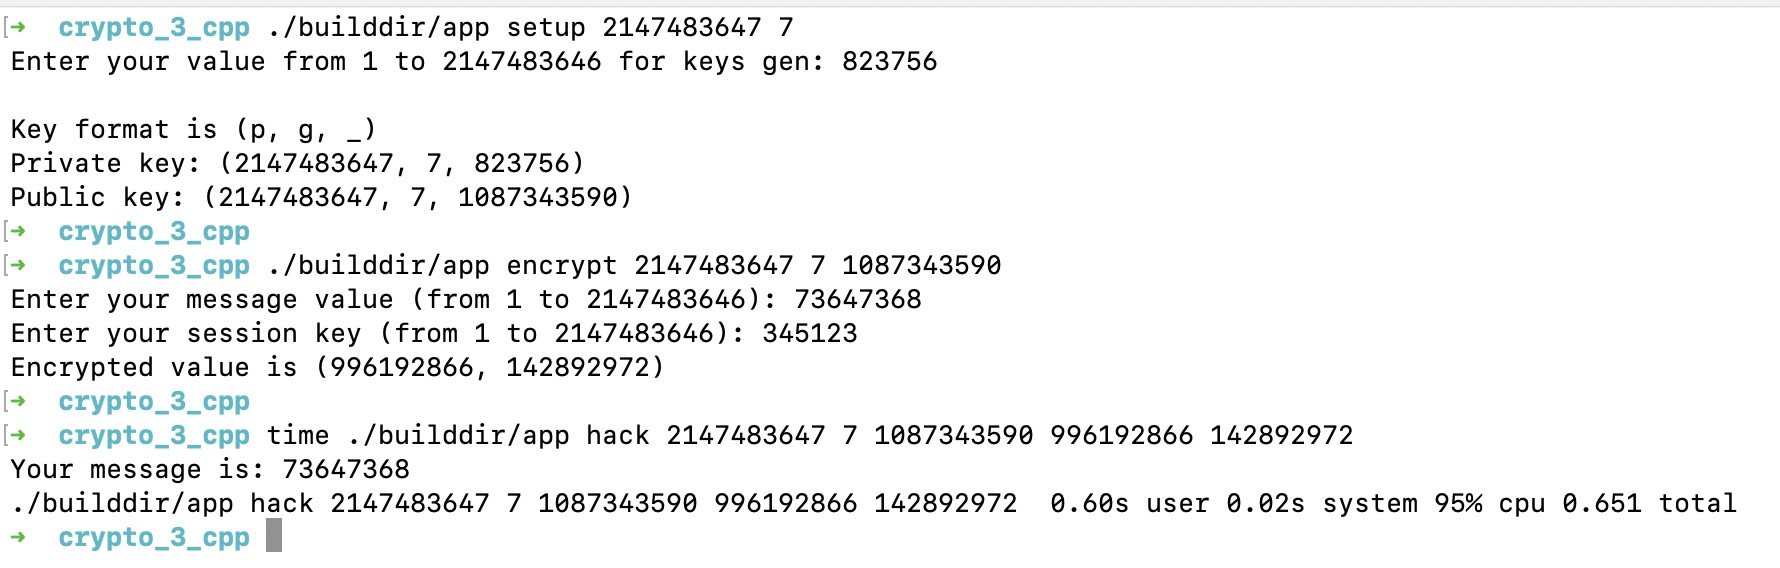 [➜ crypto_3_cpp ./builddir/app setup 2147483647 7
Enter your value from 1 to 2147483646 for keys gen: 823756
Key format is (p, g, _)
Private key: (2147483647, 7, 823756)
Public key: (2147483647, 7, 1087343590)
[➜ crypto_3_cpp
[➜ crypto_3_cpp ./builddir/app encrypt 2147483647 7 1087343590
Enter your message value (from 1 to 2147483646): 73647368
Enter your session key (from 1 to 2147483646): 345123
Encrypted value is (996192866, 142892972)
[➜ crypto_3_cpp
[➜ crypto_3_cpp time ./builddir/app hack 2147483647 7 1087343590 996192866 142892972
Your message is: 73647368
./builddir/app hack 2147483647 7 1087343590 996192866 142892972 0.60s user 0.02s system 95% cpu 0.651 total
➜ crypto_3_cpp